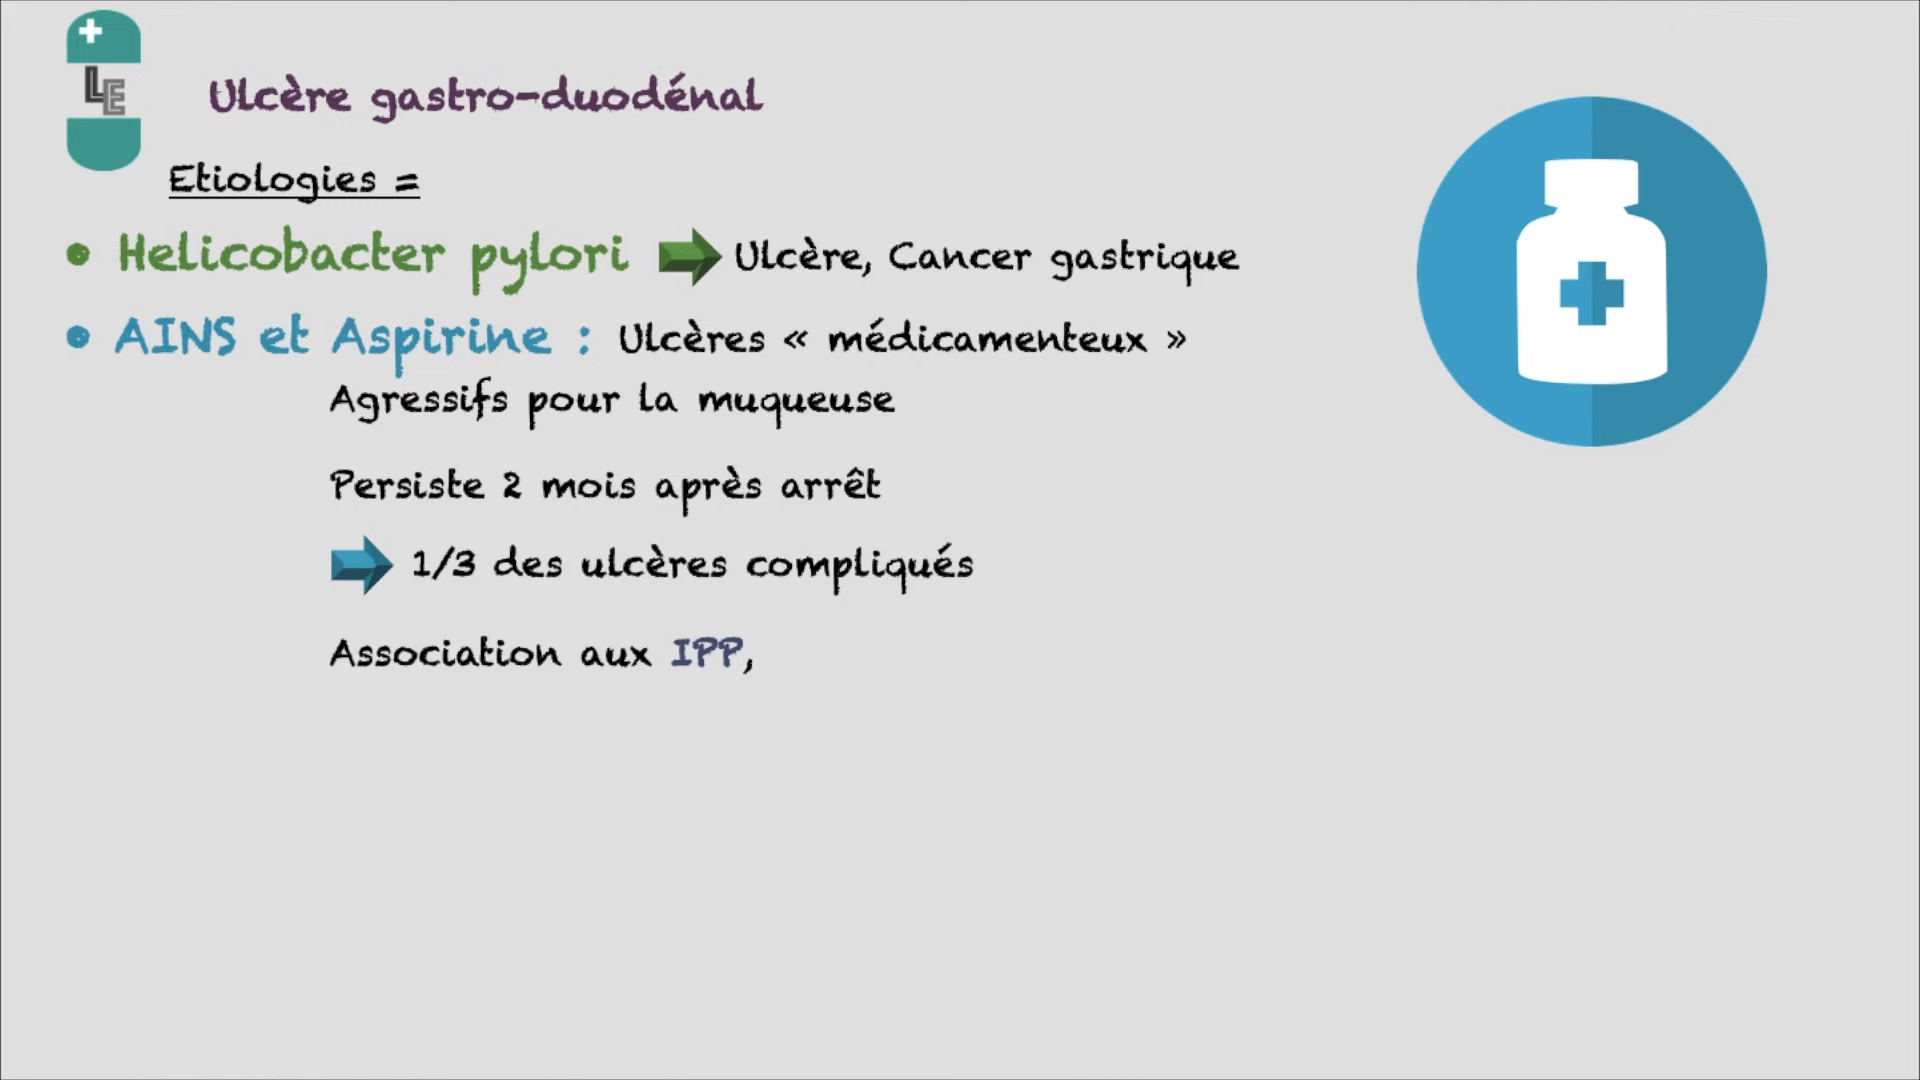 LE
Ulcère gastro-duodénal
Etiologies =
• Helicobacter pylori Ulcère, Cancer gastrique
• AINS et Aspirine : Ulcères « médicamenteux »
Agressifs pour la muqueuse
Persiste 2 mois après arrêt
1/3 des ulcères compliqués
Association aux IPP,